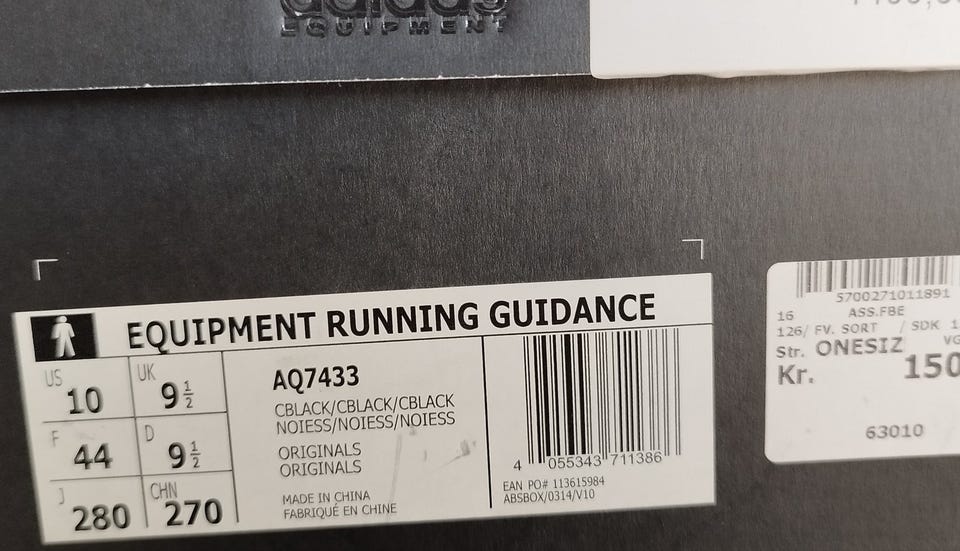 adidas
EQUIPMENT
EQUIPMENT RUNNING GUIDANCE
US 10 UK 9 1/2
F 44 D 9 1/2
J 280 CHN 270
AQ7433
CBLACK/CBLACK/CBLACK
NOIESS/NOIESS/NOIESS
ORIGINALS
ORIGINALS
MADE IN CHINA
FABRIQUÉ EN CHINE
4 055343 711386
EAN PO# 113615984
ABSBOX/0314/V10
5700271011891
16 ASS.FBE
126/ FV. SORT / SDK
VG
Str. ONESIZ
Kr. 150
63010